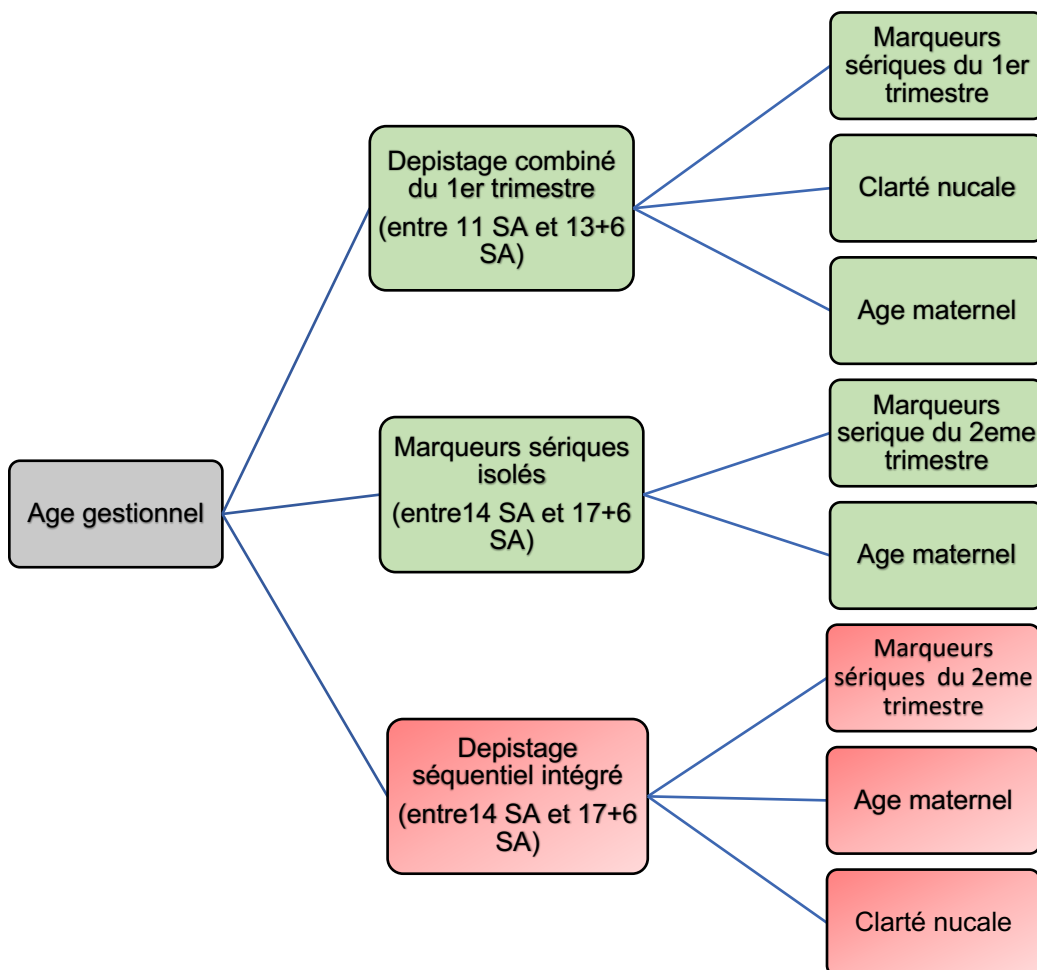 Age gestionnel
Depistage combiné
du 1er trimestre
(entre 11 SA et 13+6
SA)
Marqueurs
sériques du 1er
trimestre
Clarté nucale
Age maternel
Marqueurs sériques
isolés
(entre14 SA et 17+6
SA)
Marqueurs
serique du 2eme
trimestre
Age maternel
Depistage
séquentiel intégré
(entre14 SA et 17+6
SA)
Marqueurs
sériques du 2eme
trimestre
Age maternel
Clarté nucale